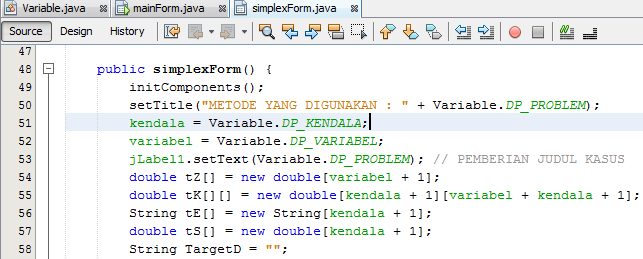 Variable.java mainForm.java simplexForm.java
Source Design History
47
48 public simplexForm() {
49 initComponents();
50 setTitle("METODE YANG DIGUNAKAN : " + Variable.DP_PROBLEM);
51 kendala = Variable.DP_KENDALA;
52 variabel = Variable.DP_VARIABEL;
53 jLabel1.setText(Variable.DP_PROBLEM); // PEMBERIAN JUDUL KASUS
54 double tZ[] = new double[variabel + 1];
55 double tK[][] = new double[kendala + 1][variabel + kendala + 1];
56 String tE[] = new String[kendala + 1];
57 double tS[] = new double[kendala + 1];
58 String TargetD = "";